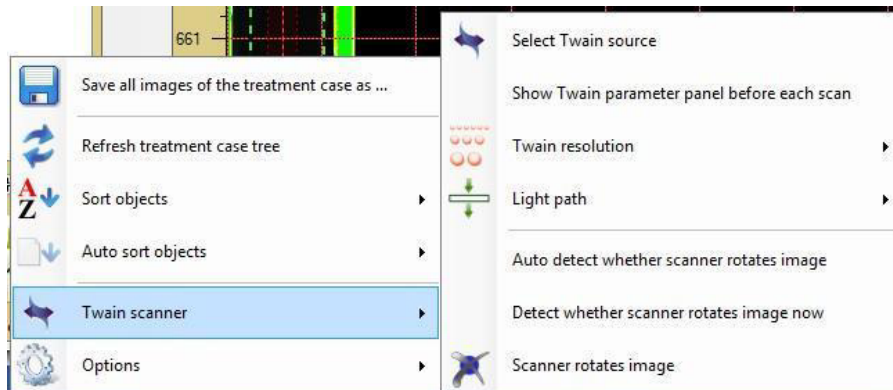 661
Save all images of the treatment case as ...
Refresh treatment case tree
Sort objects
Auto sort objects
Twain scanner
Options
Select Twain source
Show Twain parameter panel before each scan
Twain resolution
Light path
Auto detect whether scanner rotates image
Detect whether scanner rotates image now
Scanner rotates image